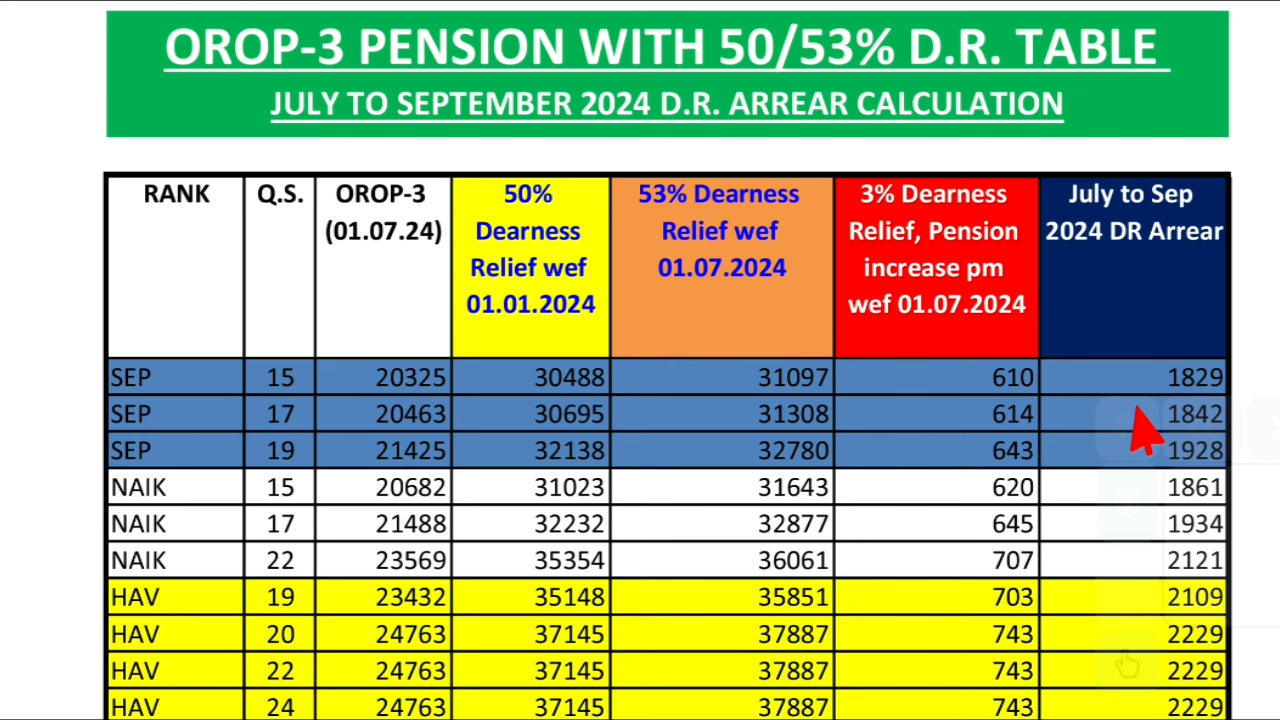 OROP-3 PENSION WITH 50/53% D.R. TABLE
JULY TO SEPTEMBER 2024 D.R. ARREAR CALCULATION
RANK Q.S. OROP-3 (01.07.24) 50% Dearness Relief wef 01.01.2024 53% Dearness Relief wef 01.07.2024 3% Dearness Relief, Pension increase pm wef 01.07.2024 July to Sep 2024 DR Arrear
SEP 15 20325 30488 31097 610 1829
SEP 17 20463 30695 31308 614 1842
SEP 19 21425 32138 32780 643 1928
NAIK 15 20682 31023 31643 620 1861
NAIK 17 21488 32232 32877 645 1934
NAIK 22 23569 35354 36061 707 2121
HAV 19 23432 35148 35851 703 2109
HAV 20 24763 37145 37887 743 2229
HAV 22 24763 37145 37887 743 2229
HAV 24 24763 37145 37887 743 2229